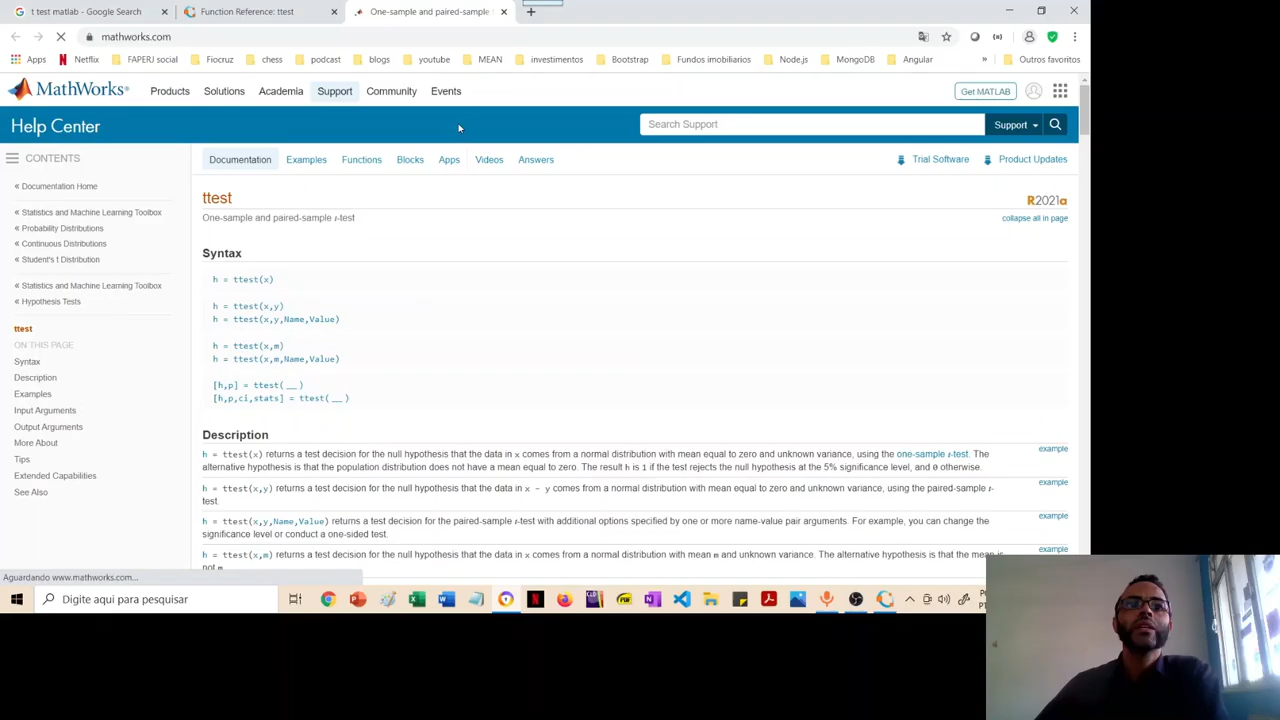 t test matlab - Google Search
Function Reference: ttest
One-sample and paired-sample
mathworks.com
Apps Netflix FAPERJ social Fiocruz chess podcast blogs youtube MEAN investimentos Bootstrap Fundos imobiliarios Node.js MongoDB Angular » Outros favoritos
MathWorks® Products Solutions Academia Support Community Events Get MATLAB
Help Center
Search Support
Support
CONTENTS
Documentation Examples Functions Blocks Apps Videos Answers Trial Software Product Updates
« Documentation Home
« Statistics and Machine Learning Toolbox
« Probability Distributions
« Continuous Distributions
« Student's t Distribution
« Statistics and Machine Learning Toolbox
« Hypothesis Tests
ttest
ON THIS PAGE
Syntax
Description
Examples
Input Arguments
Output Arguments
More About
Tips
Extended Capabilities
See Also
ttest
R2021a
One-sample and paired-sample t-test
collapse all in page
Syntax
h = ttest(x)
h = ttest(x,y)
h = ttest(x,y,Name,Value)
h = ttest(x,m)
h = ttest(x,m,Name,Value)
[h,p] = ttest( __ )
[h,p,ci,stats] = ttest( __ )
Description
h = ttest(x) returns a test decision for the null hypothesis that the data in x comes from a normal distribution with mean equal to zero and unknown variance, using the one-sample t-test. The
example
alternative hypothesis is that the population distribution does not have a mean equal to zero. The result h is 1 if the test rejects the null hypothesis at the 5% significance level, and 0 otherwise.
h = ttest(x,y) returns a test decision for the null hypothesis that the data in x – y comes from a normal distribution with mean equal to zero and unknown variance, using the paired-sample t-
example
test.
h = ttest(x,y,Name,Value) returns a test decision for the paired-sample t-test with additional options specified by one or more name-value pair arguments. For example, you can change the
example
significance level or conduct a one-sided test.
h = ttest(x,m) returns a test decision for the null hypothesis that the data in x comes from a normal distribution with mean m and unknown variance. The alternative hypothesis is that the mean is
example
not m.
Aguardando www.mathworks.com...
Digite aqui para pesquisar